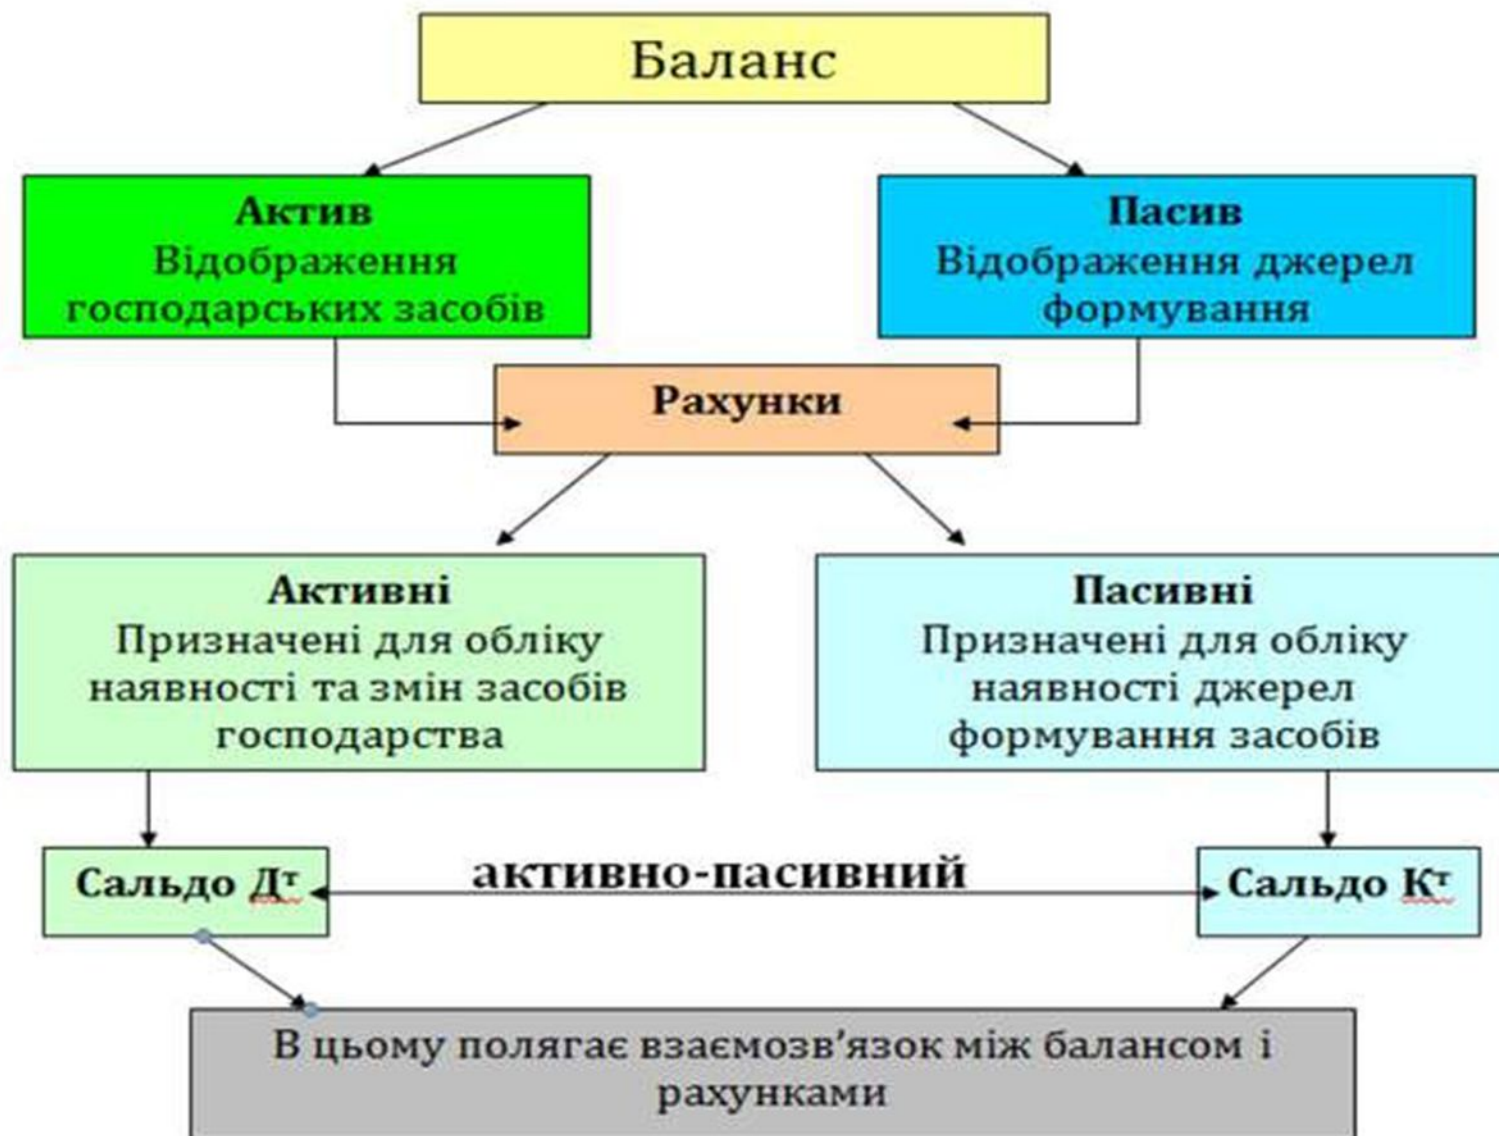 Баланс
Актив
Відображення
господарських засобів
Пасив
Відображення джерел
формування
Рахунки
Активні
Призначені для обліку
наявності та змін засобів
господарства
Пасивні
Призначені для обліку
наявності джерел
формування засобів
Сальдо Дт
активно-пасивний
Сальдо Кт
В цьому полягає взаємозв’язок між балансом і
рахунками